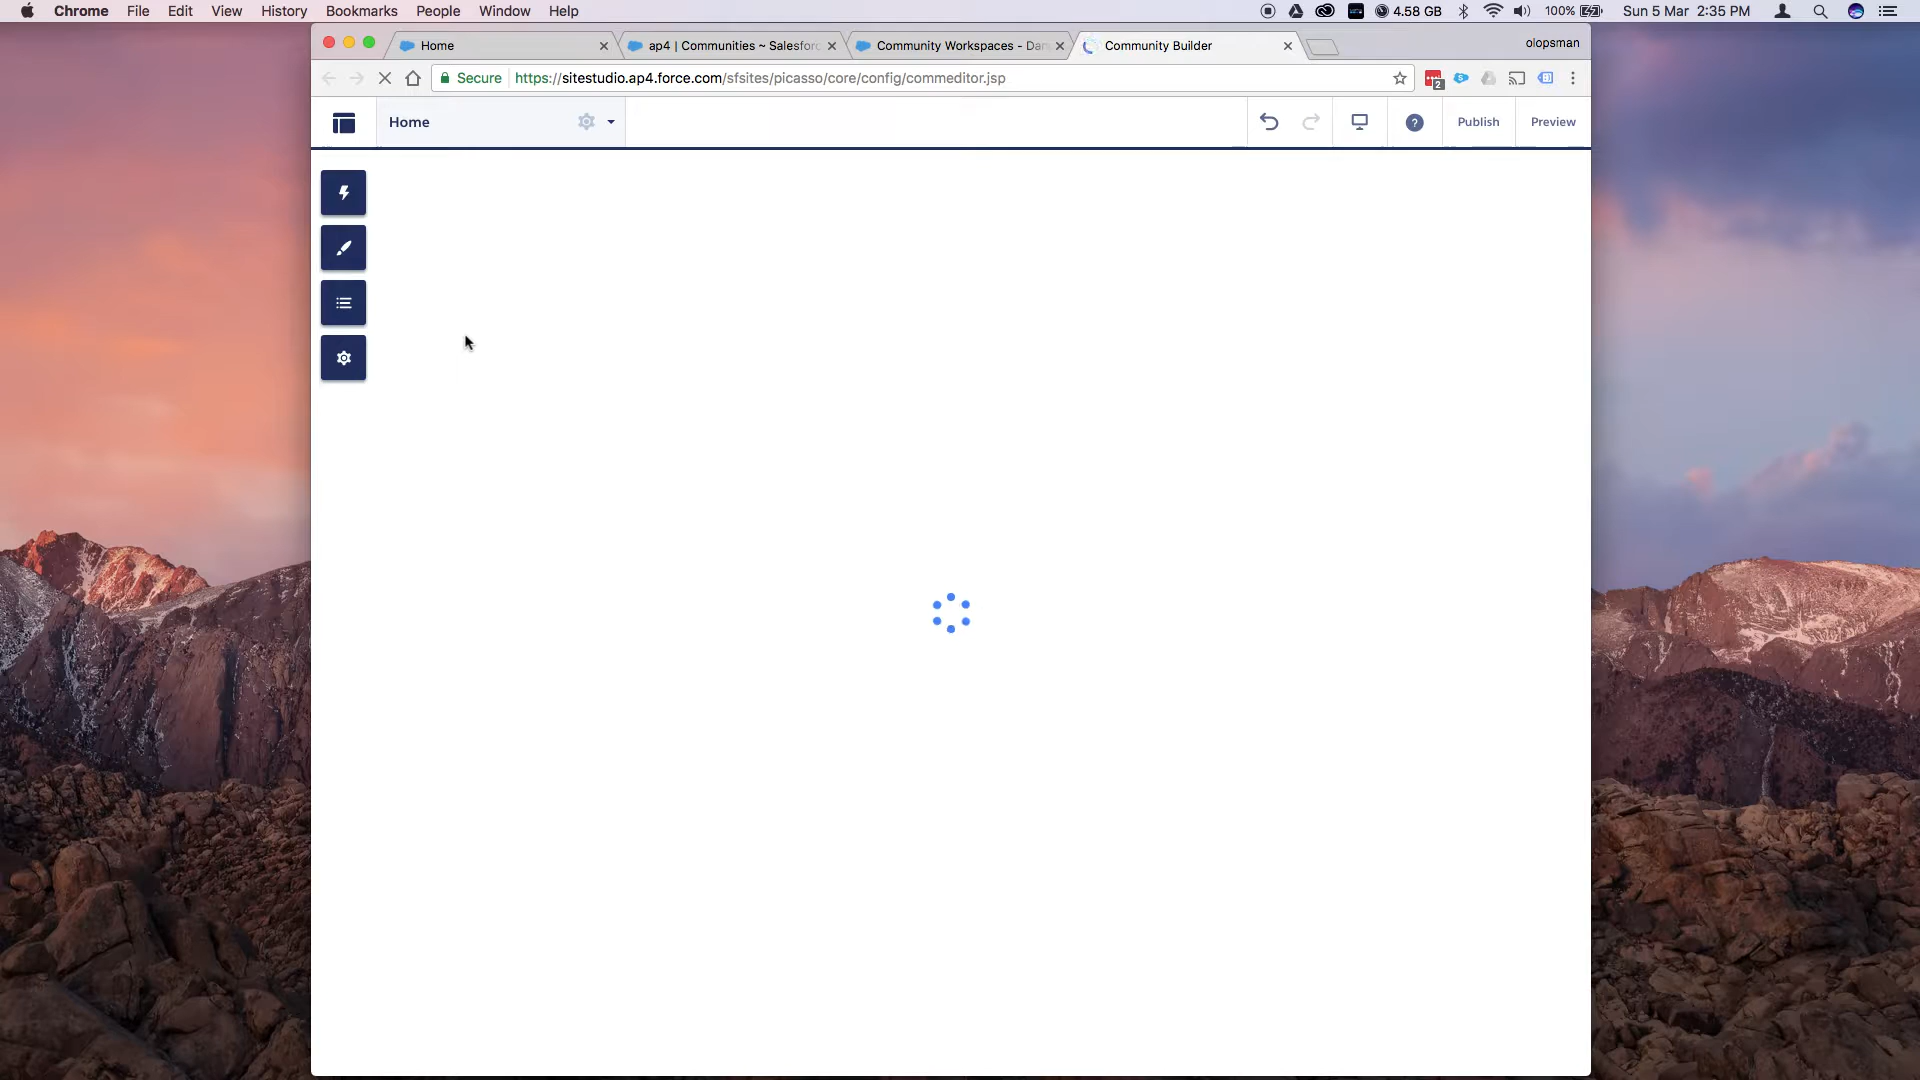 Chrome File Edit View History Bookmarks People Window Help 4.58 GB 100% Sun 5 Mar 2:35 PM
Home ap4 | Communities ~ Salesforc Community Workspaces - Dan Community Builder olopsman
Secure https://sitestudio.ap4.force.com/sfsites/picasso/core/config/commeditor.jsp 2
Home ? Publish Preview